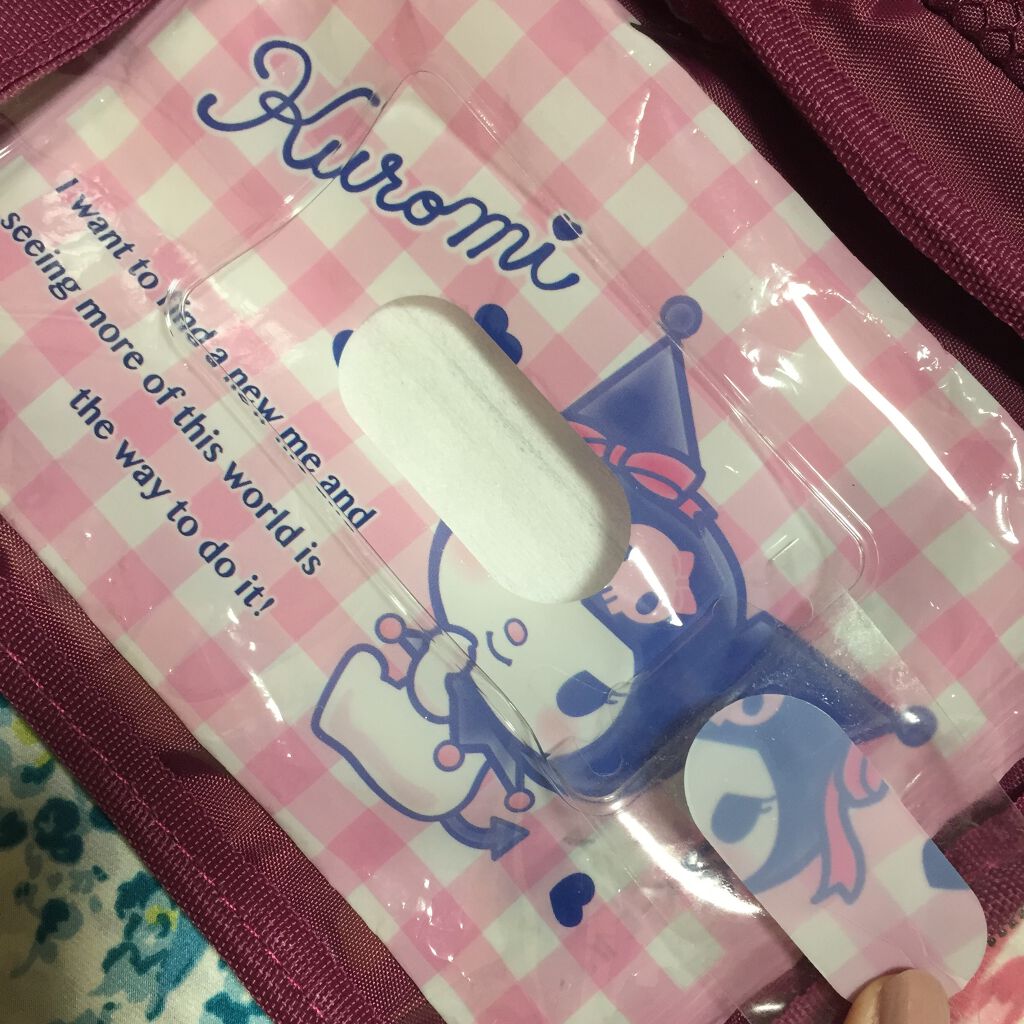 Kuromi
I want to find a new me and
seeing more of this world is
the way to do it!